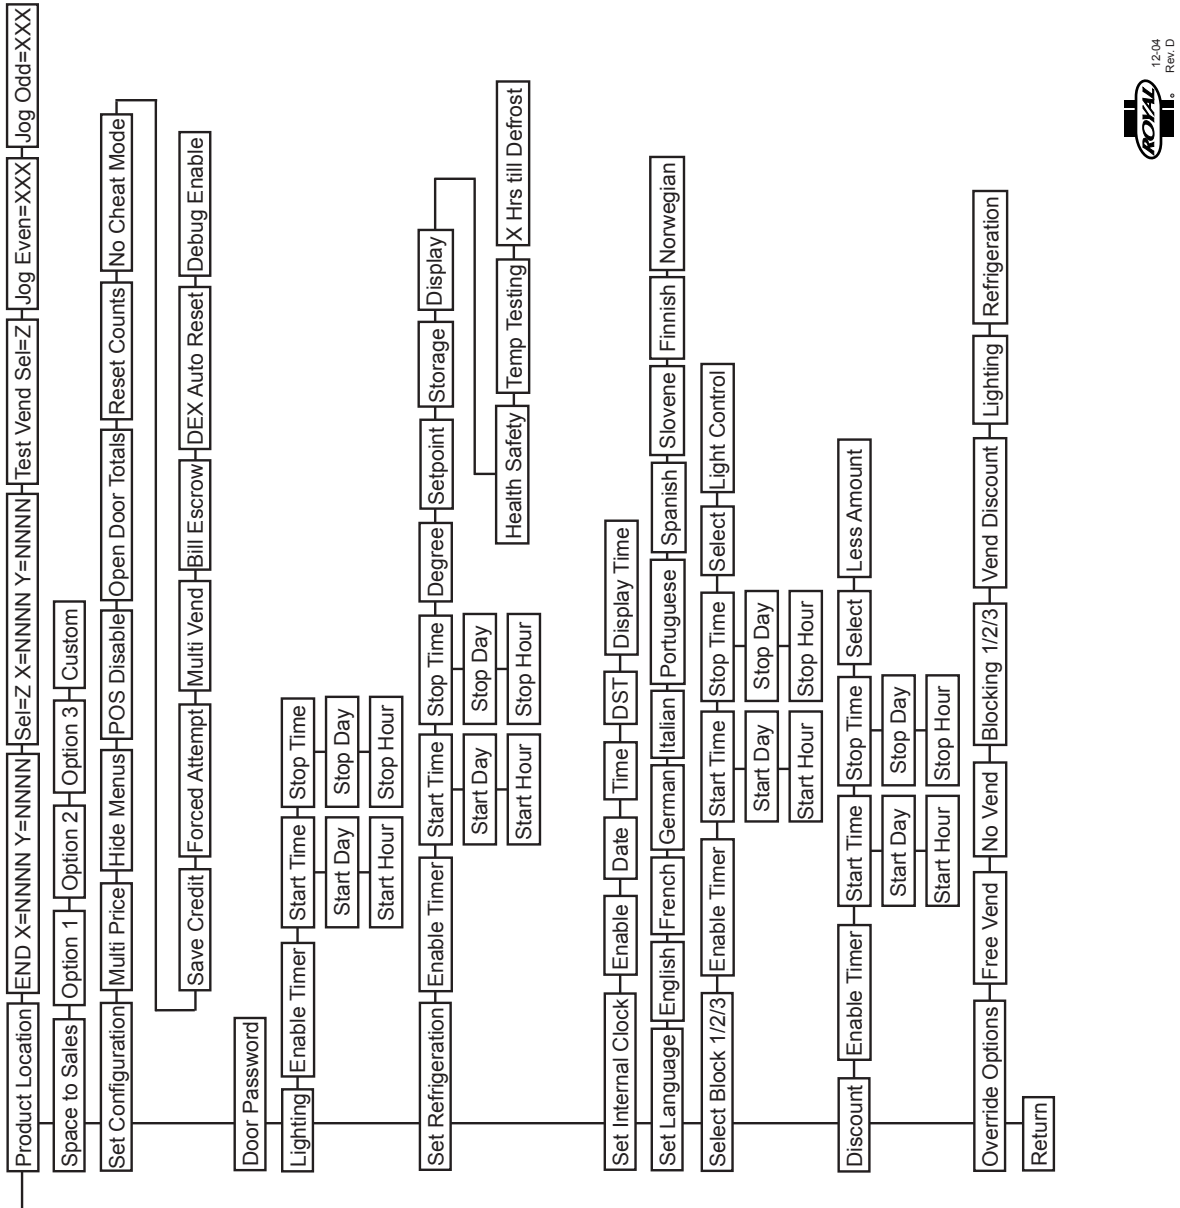 Product Location
END X=NNNN Y=NNNN
Sel=Z X=NNNN Y=NNNN
Test Vend Sel=Z
Jog Even=XXX
Jog Odd=XXX
Space to Sales
Option 1
Option 2
Option 3
Custom
Set Configuration
Multi Price
Hide Menus
POS Disable
Open Door Totals
Reset Counts
No Cheat Mode
Save Credit
Forced Attempt
Multi Vend
Bill Escrow
DEX Auto Reset
Debug Enable
Door Password
Lighting
Enable Timer
Start Time
Stop Time
Start Day
Stop Day
Start Hour
Stop Hour
Set Refrigeration
Enable Timer
Start Time
Stop Time
Degree
Setpoint
Storage
Display
Start Day
Stop Day
Health Safety
Temp Testing
X Hrs till Defrost
Start Hour
Stop Hour
Set Internal Clock
Enable
Date
Time
DST
Display Time
Set Language
English
French
German
Italian
Portuguese
Spanish
Slovene
Finnish
Norwegian
Select Block 1/2/3
Enable Timer
Start Time
Stop Time
Select
Light Control
Start Day
Stop Day
Start Hour
Stop Hour
Discount
Enable Timer
Start Time
Stop Time
Select
Less Amount
Start Day
Stop Day
Start Hour
Stop Hour
Override Options
Free Vend
No Vend
Blocking 1/2/3
Vend Discount
Lighting
Refrigeration
Return
ROYAL
12-04
Rev. D